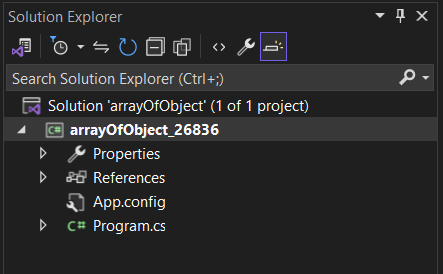 Solution Explorer
Search Solution Explorer (Ctrl+;)
Solution 'arrayOfObject' (1 of 1 project)
C# arrayOfObject_26836
Properties
References
App.config
C# Program.cs